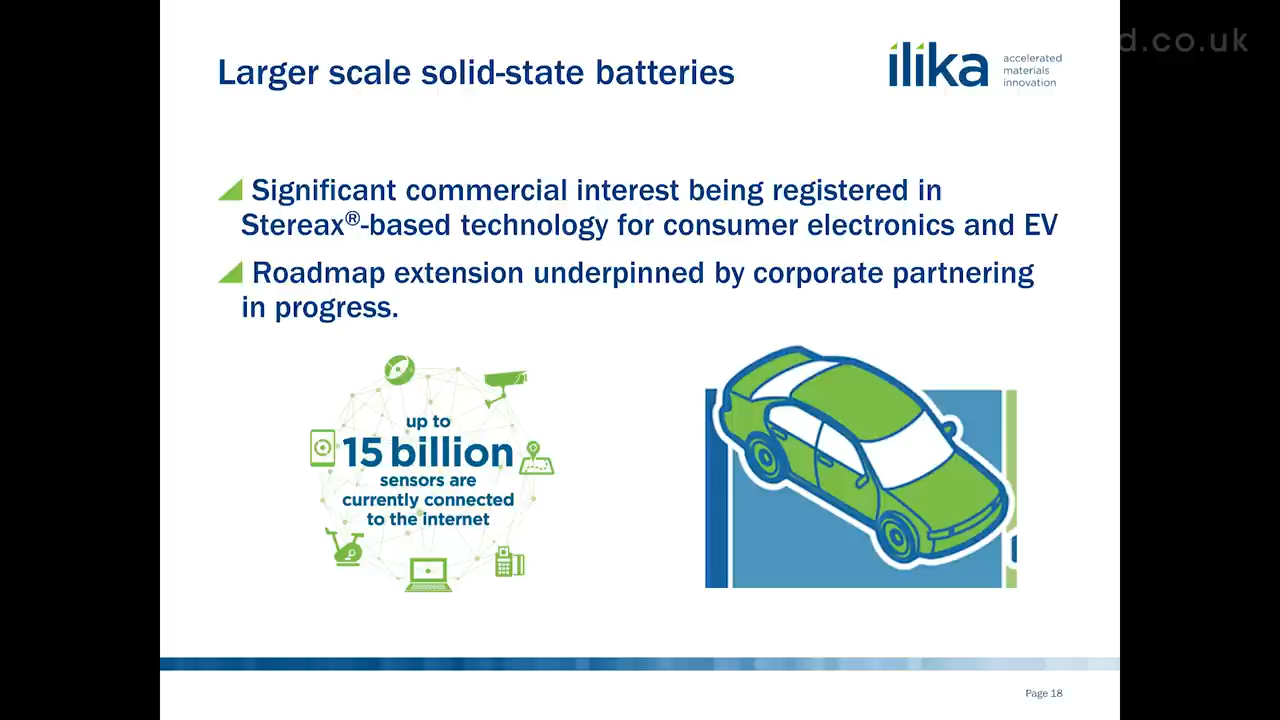 d.co.uk
Larger scale solid-state batteries
ilika
accelerated
materials
innovation
Significant commercial interest being registered in
Stereax®-based technology for consumer electronics and EV
Roadmap extension underpinned by corporate partnering
in progress.
up to
15 billion
sensors are
currently connected
to the internet
Page 18